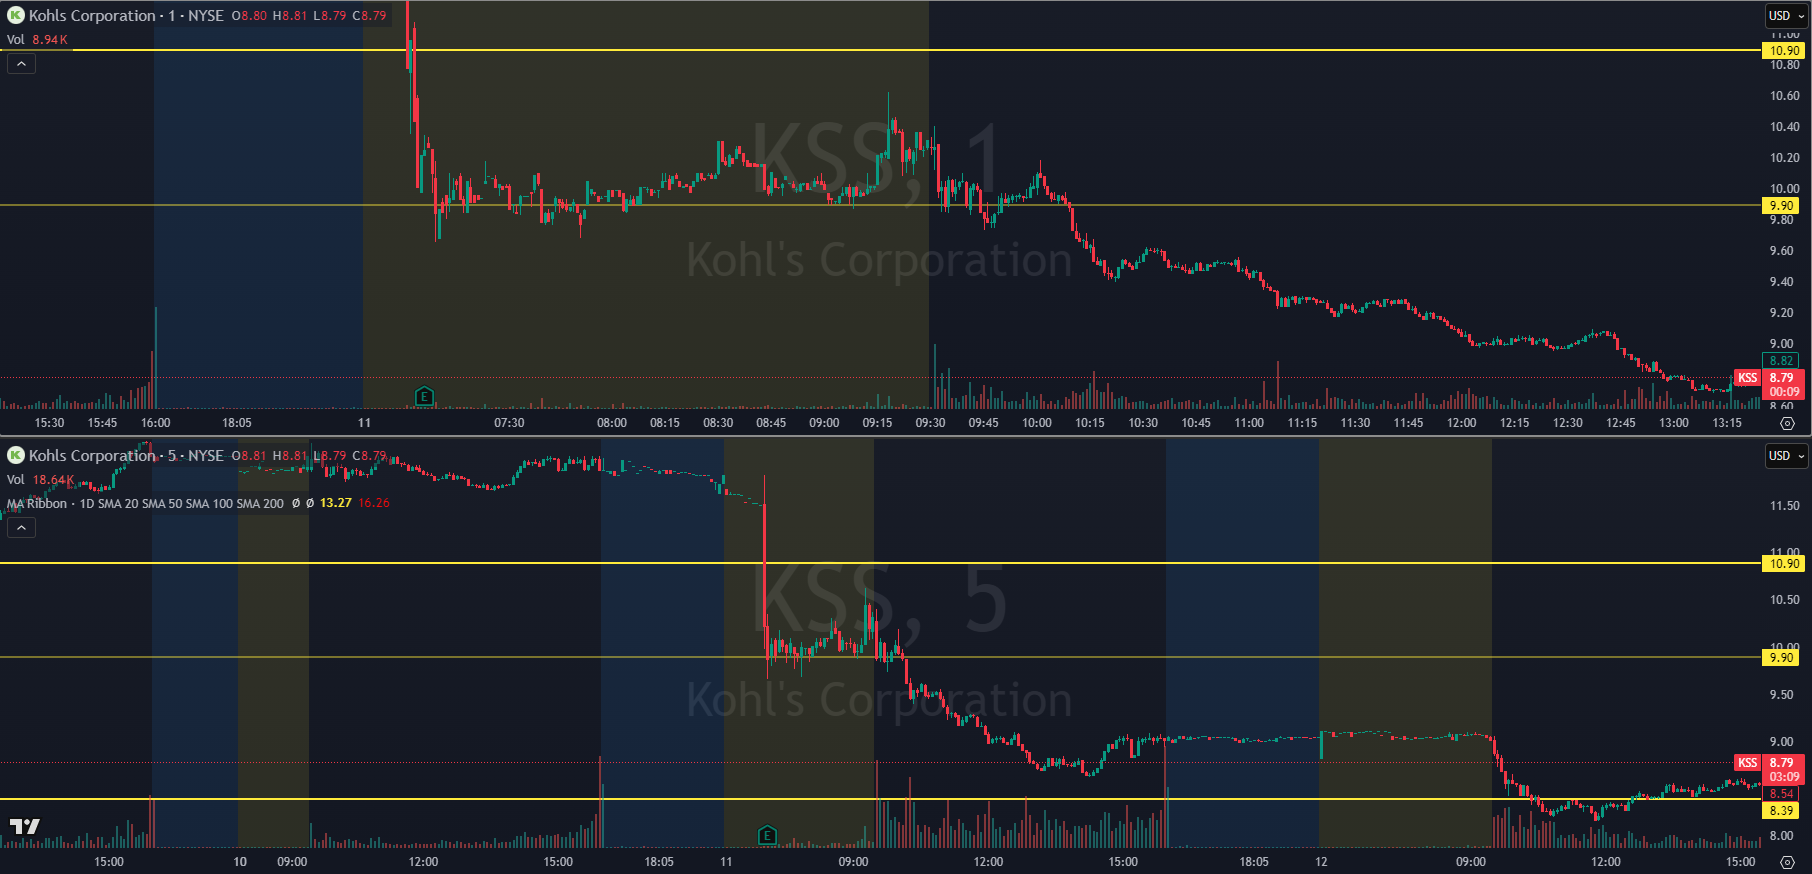 Kohls Corporation · 1 · NYSE O8.80 H8.81 L8.79 C8.79
USD
Vol 8.94K
11.00
10.90
10.80
10.60
10.40
10.20
10.00
9.90
9.80
9.60
9.40
9.20
9.00
8.82
KSS 8.79
00:09
8.60
KSS, 1
Kohl's Corporation
E
15:30 15:45 16:00 18:05 11 07:30 08:00 08:15 08:30 08:45 09:00 09:15 09:30 09:45 10:00 10:15 10:30 10:45 11:00 11:15 11:30 11:45 12:00 12:15 12:30 12:45 13:00 13:15
Kohls Corporation · 5 · NYSE O8.81 H8.81 L8.79 C8.79
USD
Vol 18.64K
MA Ribbon · 1D SMA 20 SMA 50 SMA 100 SMA 200 Ø Ø 13.27 16.26
11.50
11.00
10.90
10.50
10.00
9.90
9.50
9.00
KSS 8.79
03:09
8.54
8.39
8.00
KSS, 5
Kohl's Corporation
E
15:00 10 09:00 12:00 15:00 18:05 11 09:00 12:00 15:00 18:05 12 09:00 12:00 15:00